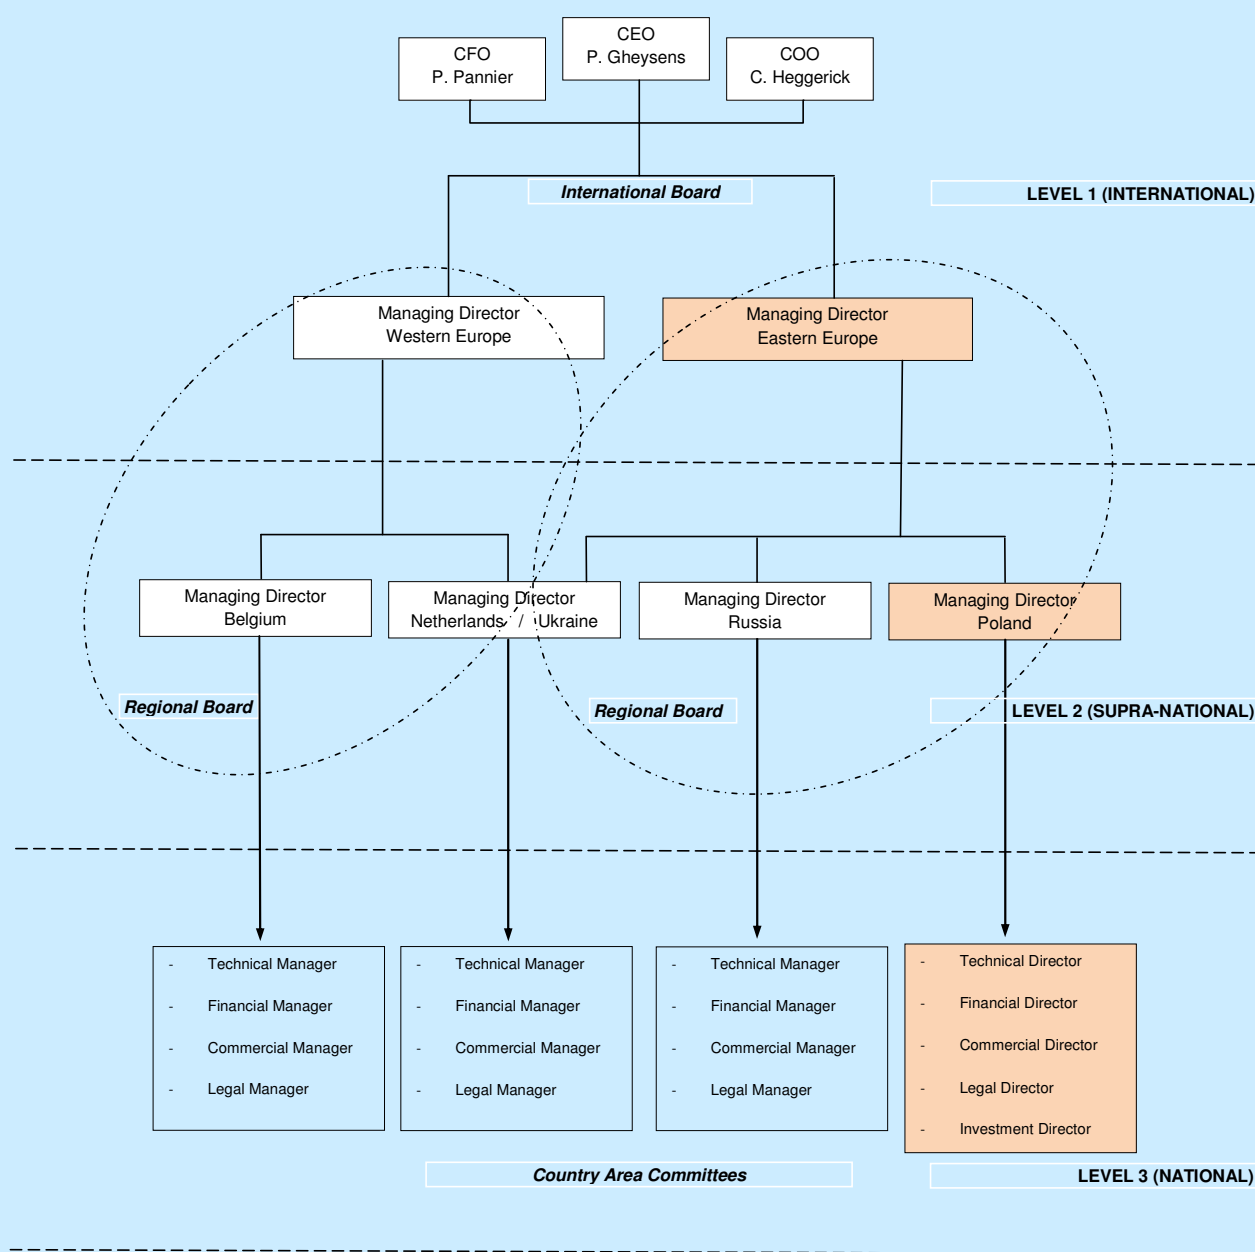 CEO
P. Gheysens
CFO
P. Pannier
COO
C. Heggerick
International Board
LEVEL 1 (INTERNATIONAL)
Managing Director
Western Europe
Managing Director
Eastern Europe
Managing Director
Belgium
Managing Director
Netherlands / Ukraine
Managing Director
Russia
Managing Director
Poland
Regional Board
Regional Board
LEVEL 2 (SUPRA-NATIONAL)
- Technical Manager
- Financial Manager
- Commercial Manager
- Legal Manager
- Technical Manager
- Financial Manager
- Commercial Manager
- Legal Manager
- Technical Manager
- Financial Manager
- Commercial Manager
- Legal Manager
- Technical Director
- Financial Director
- Commercial Director
- Legal Director
- Investment Director
Country Area Committees
LEVEL 3 (NATIONAL)